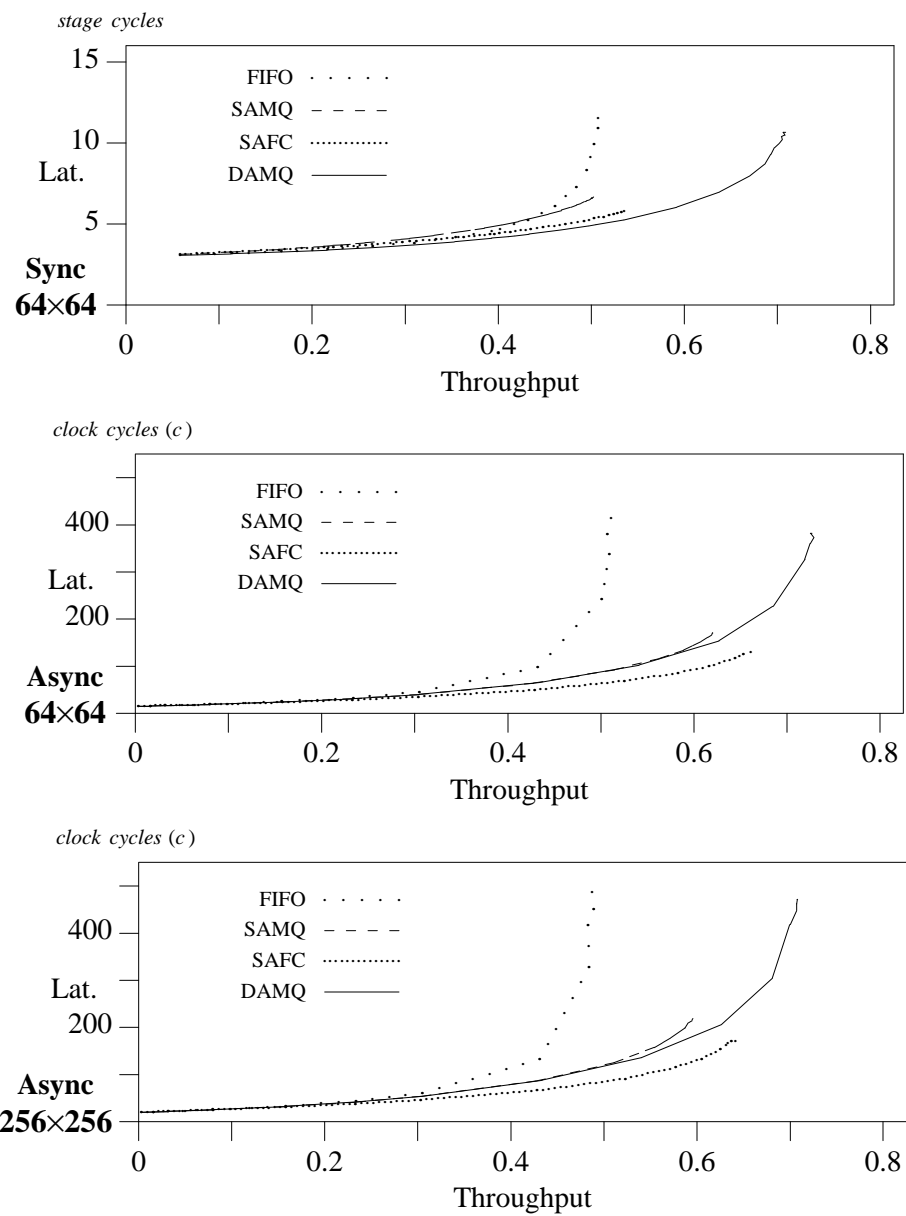 stage cycles
15
10
Lat.
5
Sync
64×64
FIFO
SAMQ
SAFC
DAMQ
0 0.2 0.4 0.6 0.8
Throughput
clock cycles (c)
400
Lat.
200
Async
64×64
FIFO
SAMQ
SAFC
DAMQ
0 0.2 0.4 0.6 0.8
Throughput
clock cycles (c)
400
Lat.
200
Async
256×256
FIFO
SAMQ
SAFC
DAMQ
0 0.2 0.4 0.6 0.8
Throughput